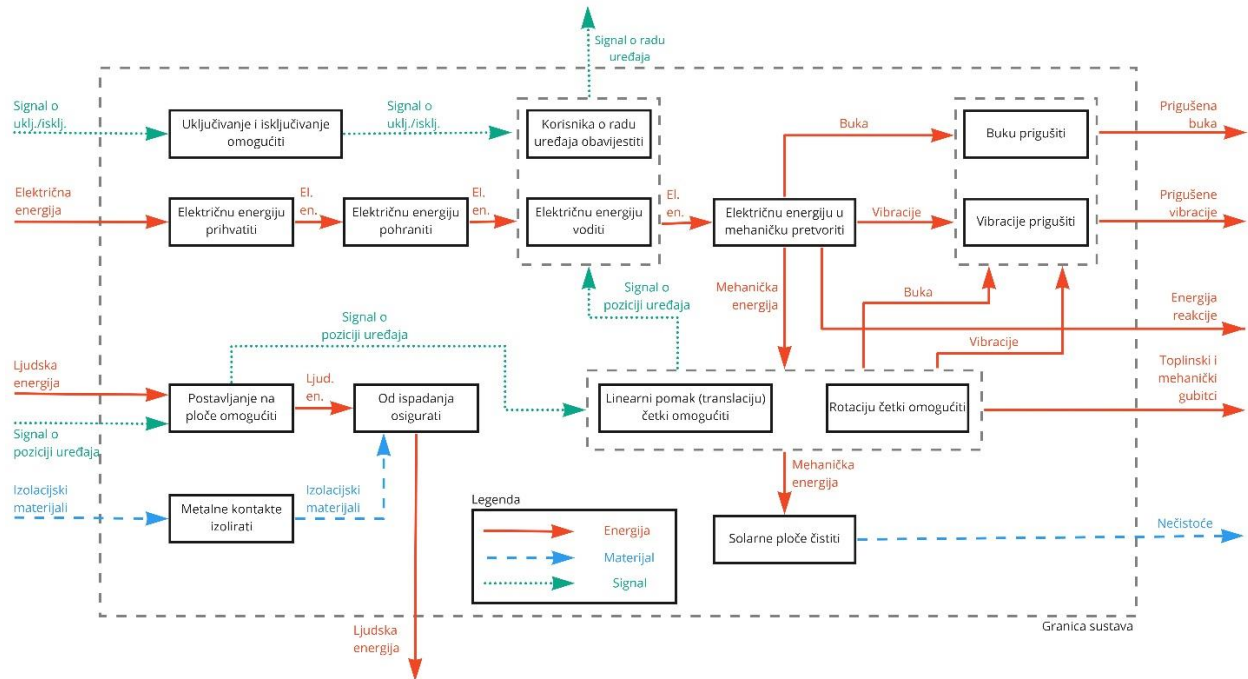 Signal o radu
uređaja
Signal o
uklj./isklj.
Uključivanje i isključivanje
omogućiti
Signal o
uklj./isklj.
Korisnika o radu
uređaja obavijestiti
Buka
Buku prigušiti
Prigušena
buka
Električna
energija
Električnu energiju
prihvatiti
El.
en.
Električnu energiju
pohraniti
El.
en.
Električnu energiju
voditi
El.
en.
Električnu energiju u
mehaničku pretvoriti
Vibracije
Vibracije prigušiti
Prigušene
vibracije
Signal o
poziciji uređaja
Mehanička
energija
Buka
Energija
reakcije
Signal o
poziciji uređaja
Vibracije
Ljudska
energija
Postavljanje na
ploče omogućiti
Ljud.
en.
Od ispadanja
osigurati
Linearni pomak (translaciju)
četki omogućiti
Rotaciju četki omogućiti
Toplinski i
mehanički
gubitci
Signal o
poziciji uređaja
Izolacijski
materijali
Metalne kontakte
izolirati
Izolacijski
materijali
Mehanička
energija
Solarne ploče čistiti
Nečistoće
Legenda
Energija
Materijal
Signal
Granica sustava
Ljudska
energija